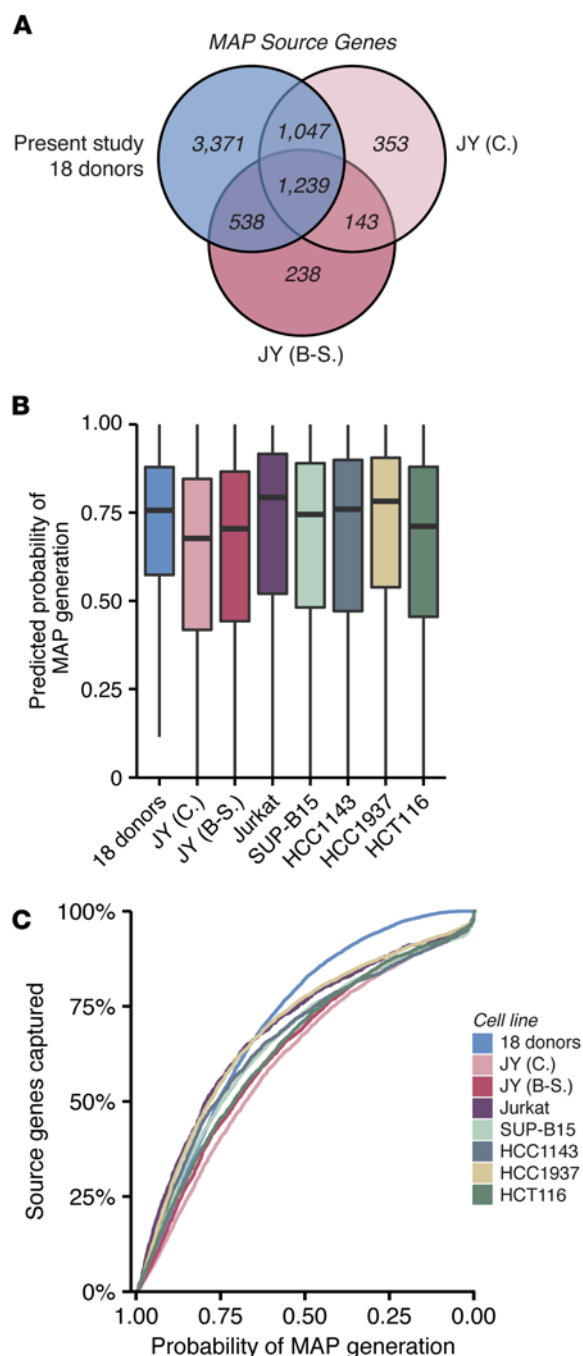 A
MAP Source Genes
Present study
18 donors
3,371
1,047
353
JY (C.)
1,239
538
143
238
JY (B-S.)
B
Predicted probability of
MAP generation
1.00
0.75
0.50
0.25
0
18 donors
JY (C.)
JY (B-S.)
Jurkat
SUP-B15
HCC1143
HCC1937
HCT116
C
Source genes captured
100%
75%
50%
25%
0%
Cell line
18 donors
JY (C.)
JY (B-S.)
Jurkat
SUP-B15
HCC1143
HCC1937
HCT116
1.00 0.75 0.50 0.25 0.00
Probability of MAP generation